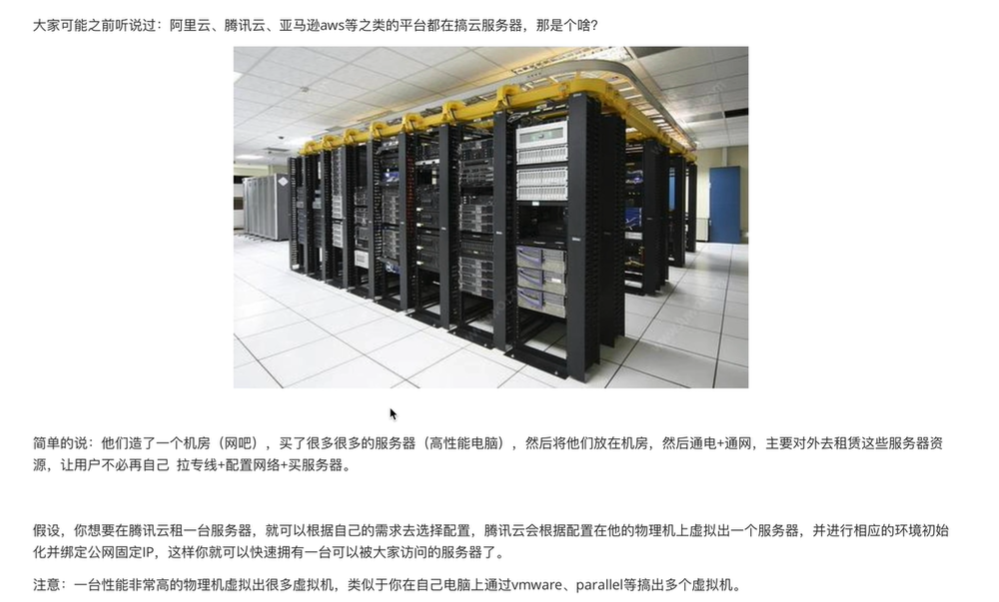 大家可能之前听说过：阿里云、腾讯云、亚马逊aws等之类的平台都在搞云服务器，那是个啥？
简单的说：他们造了一个机房（网吧），买了很多很多的服务器（高性能电脑），然后将他们放在机房，然后通电+通网，主要对外去租赁这些服务器资
源，让用户不必再自己 拉专线+配置网络+买服务器。
假设，你想要在腾讯云租一台服务器，就可以根据自己的需求去选择配置，腾讯云会根据配置在他的物理机上虚拟出一个服务器，并进行相应的环境初始
化并绑定公网固定IP，这样你就可以快速拥有一台可以被大家访问的服务器了。
注意：一台性能非常高的物理机虚拟出很多虚拟机，类似于你在自己电脑上通过vmware、parallel等搞出多个虚拟机。